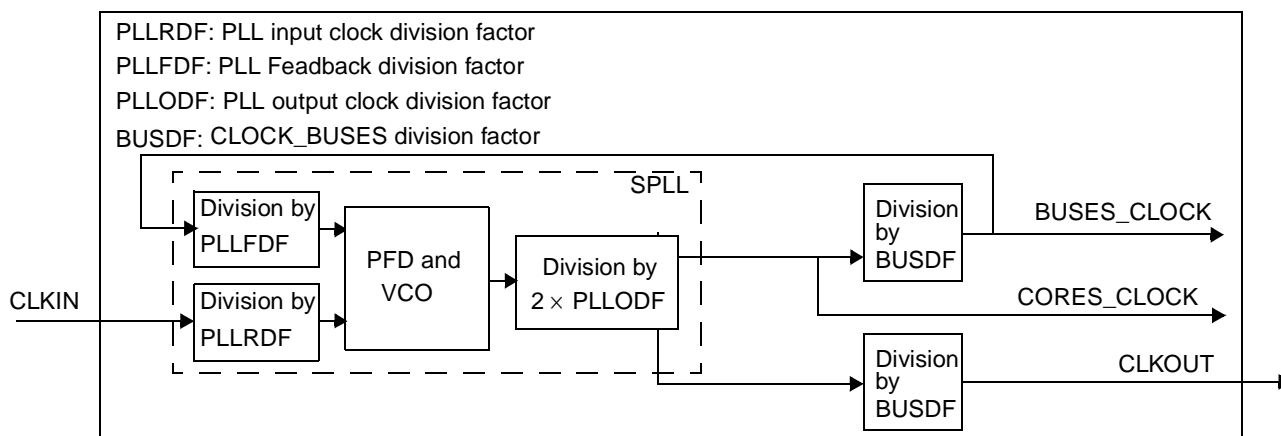 PLLRDF: PLL input clock division factor
PLLFDF: PLL Feadback division factor
PLLODF: PLL output clock division factor
BUSDF: CLOCK_BUSES division factor
SPLL
Division by
PLLFDF
PFD and
VCO
Division by
2 × PLLODF
Division
by
BUSDF
BUSES_CLOCK
CLKIN
Division by
PLLRDF
CORES_CLOCK
Division
by
BUSDF
CLKOUT